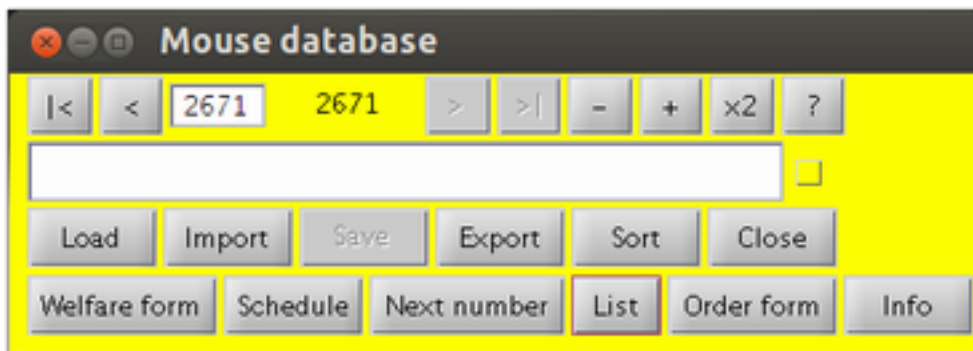 Mouse database
|< < 2671 2671 > >| - + x2 ?
Load Import Save Export Sort Close
Welfare form Schedule Next number List Order form Info